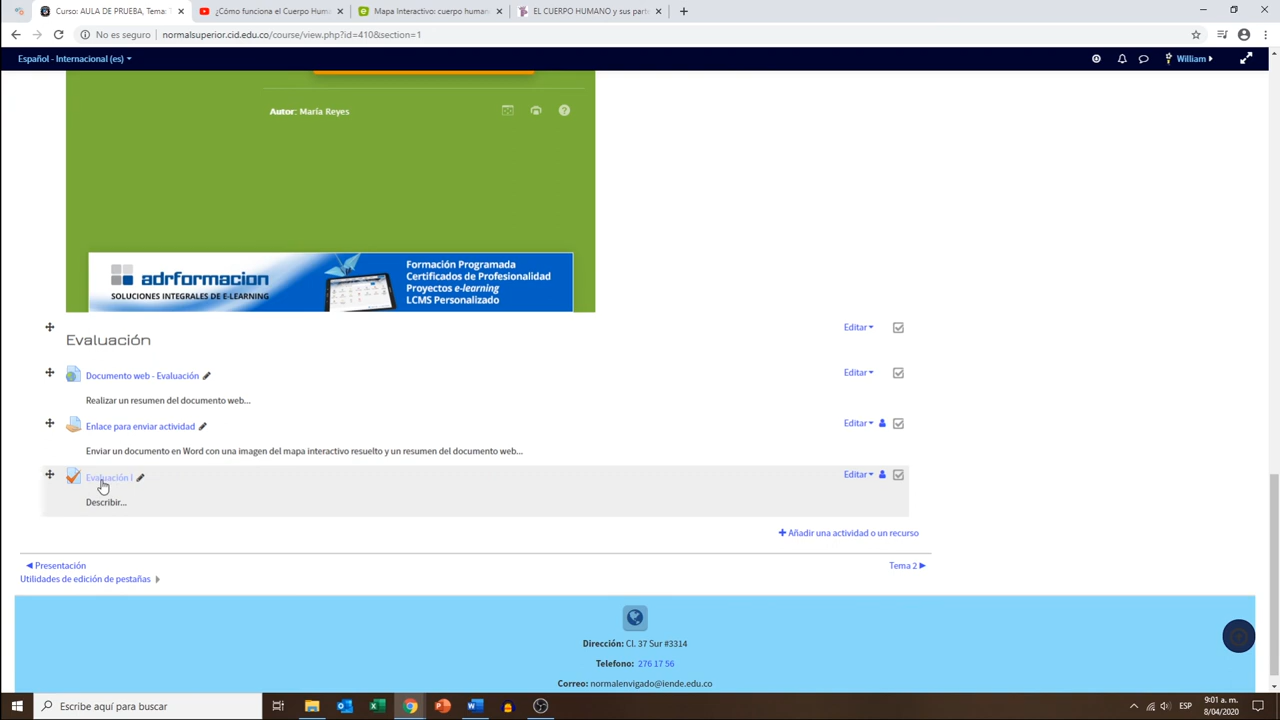 Curso: AULA DE PRUEBA, Tema: T
¿Cómo funciona el Cuerpo Huma
Mapa Interactivo: cuerpo human
EL CUERPO HUMANO y sus part
No es seguro
normalsuperior.cid.edu.co/course/view.php?id=410&section=1
Español - Internacional (es)
William
Autor: María Reyes
adrformacion
SOLUCIONES INTEGRALES DE E-LEARNING
Formación Programada
Certificados de Profesionalidad
Proyectos e-learning
LCMS Personalizado
Evaluación
Editar
Documento web - Evaluación
Editar
Realizar un resumen del documento web...
Enlace para enviar actividad
Editar
Enviar un documento en Word con una imagen del mapa interactivo resuelto y un resumen del documento web...
Evaluación I
Editar
Describir...
Añadir una actividad o un recurso
Presentación
Tema 2
Utilidades de edición de pestañas
Dirección: Cl. 37 Sur #3314
Telefono: 276 17 56
Correo: normalenvigado@iende.edu.co
Escribe aquí para buscar
ESP
9:01 a. m.
8/04/2020